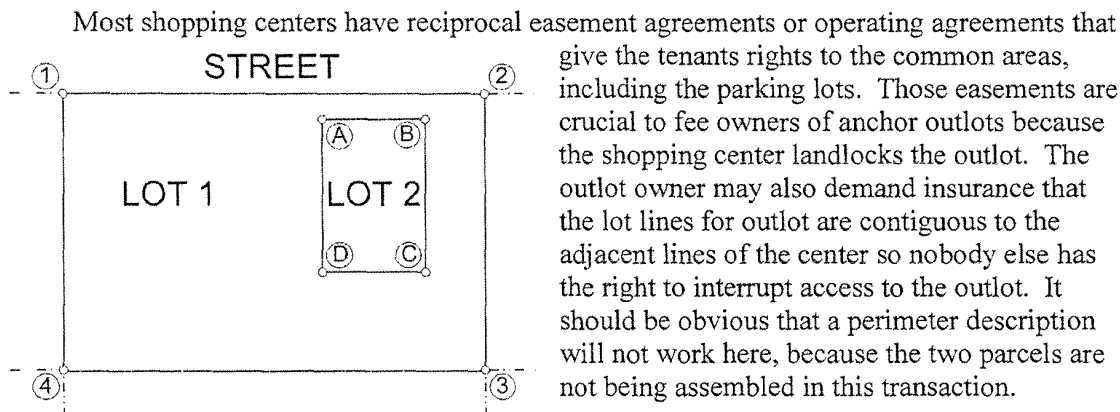 Most shopping centers have reciprocal easement agreements or operating agreements that
give the tenants rights to the common areas,
including the parking lots. Those easements are
crucial to fee owners of anchor outlots because
the shopping center landlocks the outlot. The
outlot owner may also demand insurance that
the lot lines for outlot are contiguous to the
adjacent lines of the center so nobody else has
the right to interrupt access to the outlot. It
should be obvious that a perimeter description
will not work here, because the two parcels are
not being assembled in this transaction.
1 STREET 2
A B
LOT 1 LOT 2
D C
4 3